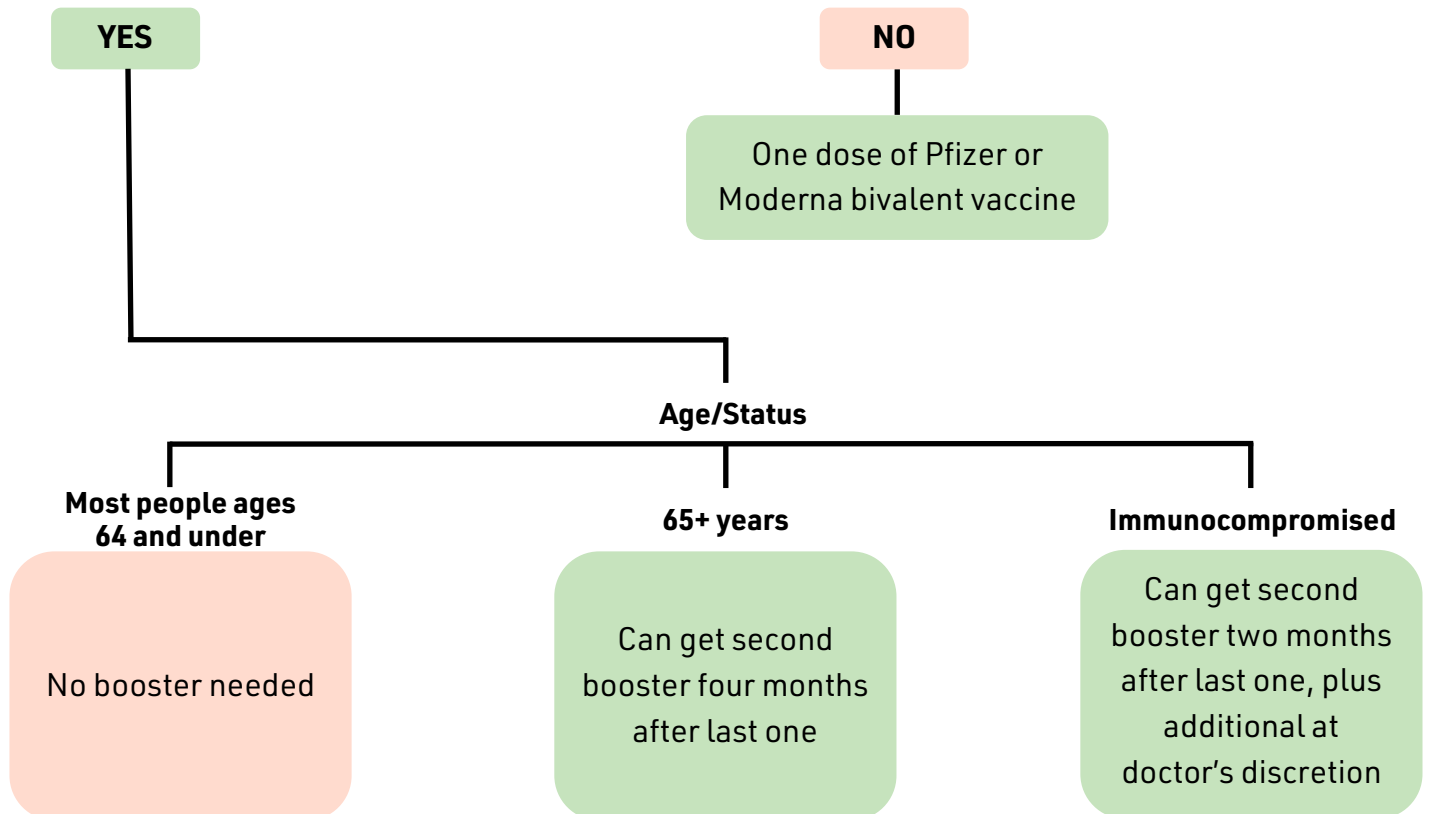 YES
NO
One dose of Pfizer or
Moderna bivalent vaccine
Age/Status
Most people ages
64 and under
No booster needed
65+ years
Can get second
booster four months
after last one
Immunocompromised
Can get second
booster two months
after last one, plus
additional at
doctor's discretion